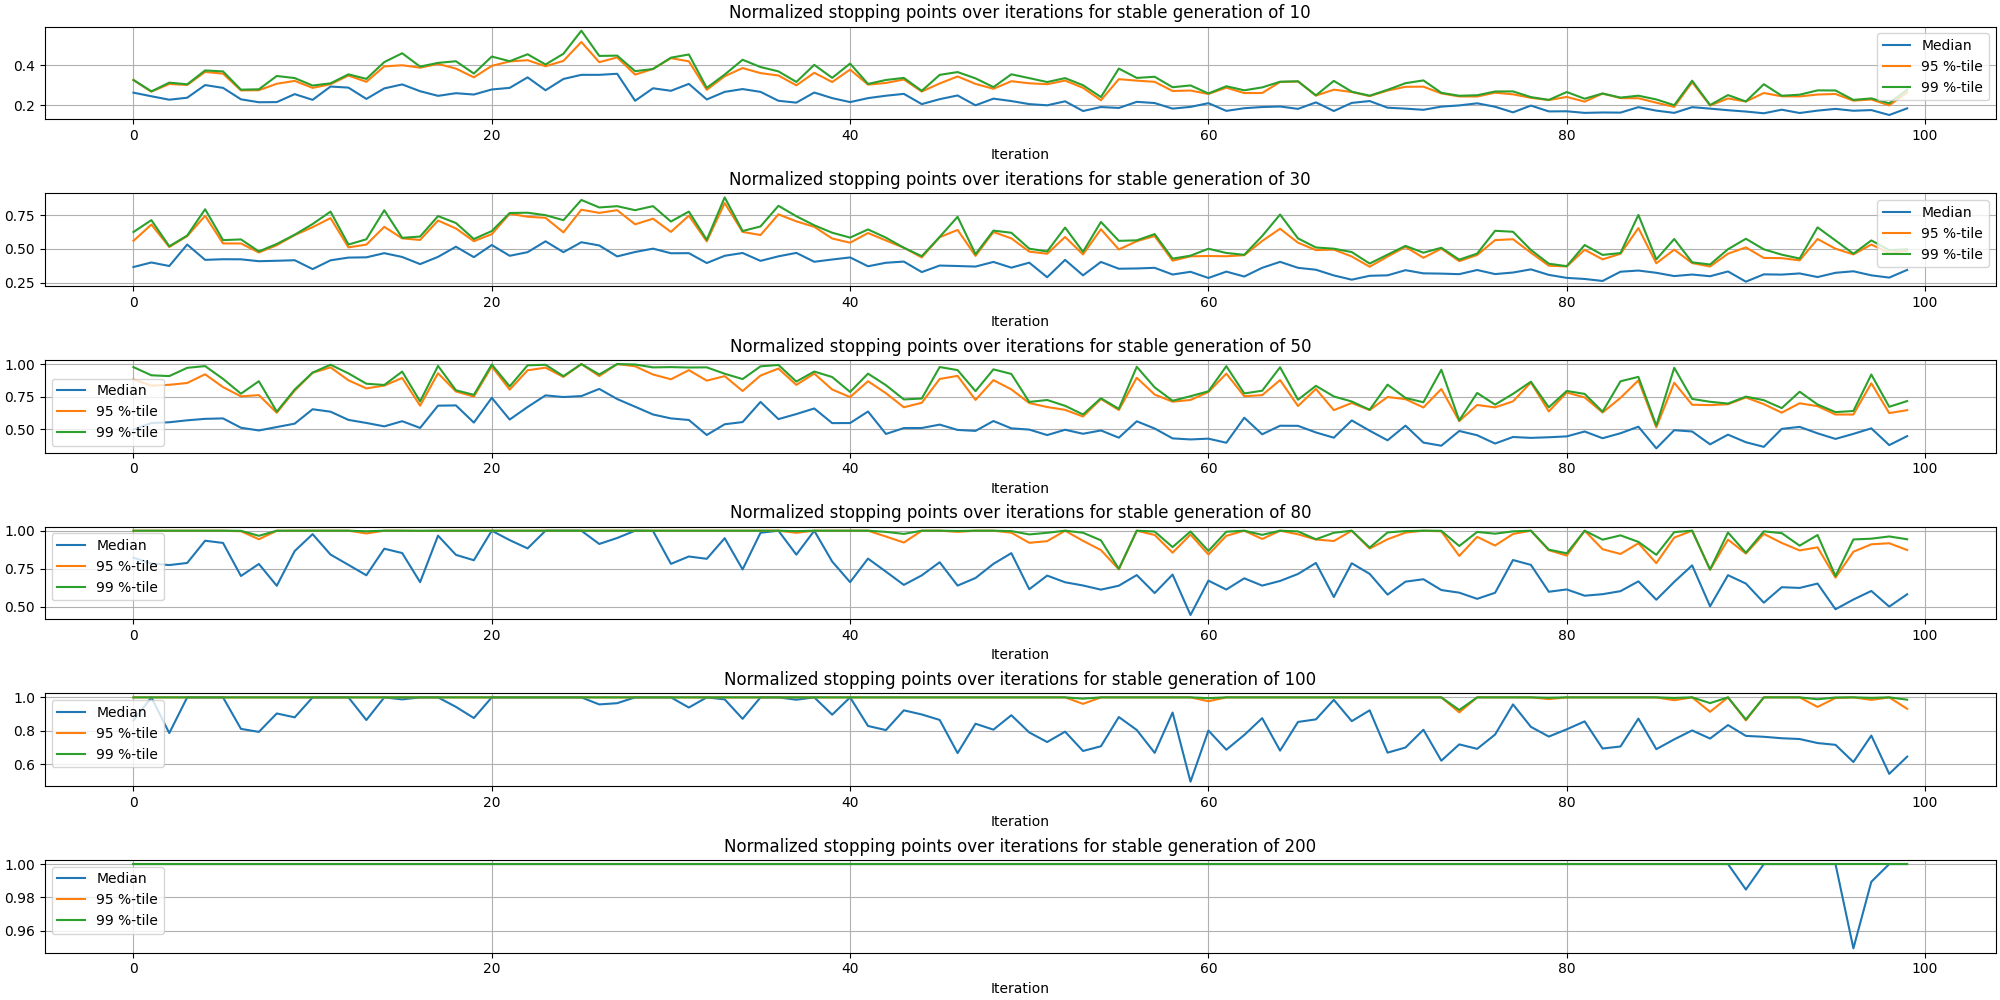 Normalized stopping points over iterations for stable generation of 10
0.4
0.2
Median
95 %-tile
99 %-tile
0 20 40 60 80 100
Iteration
Normalized stopping points over iterations for stable generation of 30
0.75
0.50
0.25
Median
95 %-tile
99 %-tile
0 20 40 60 80 100
Iteration
Normalized stopping points over iterations for stable generation of 50
1.00
0.75
0.50
Median
95 %-tile
99 %-tile
0 20 40 60 80 100
Iteration
Normalized stopping points over iterations for stable generation of 80
1.00
0.75
0.50
Median
95 %-tile
99 %-tile
0 20 40 60 80 100
Iteration
Normalized stopping points over iterations for stable generation of 100
1.0
0.8
0.6
Median
95 %-tile
99 %-tile
0 20 40 60 80 100
Iteration
Normalized stopping points over iterations for stable generation of 200
1.00
0.98
0.96
Median
95 %-tile
99 %-tile
0 20 40 60 80 100
Iteration